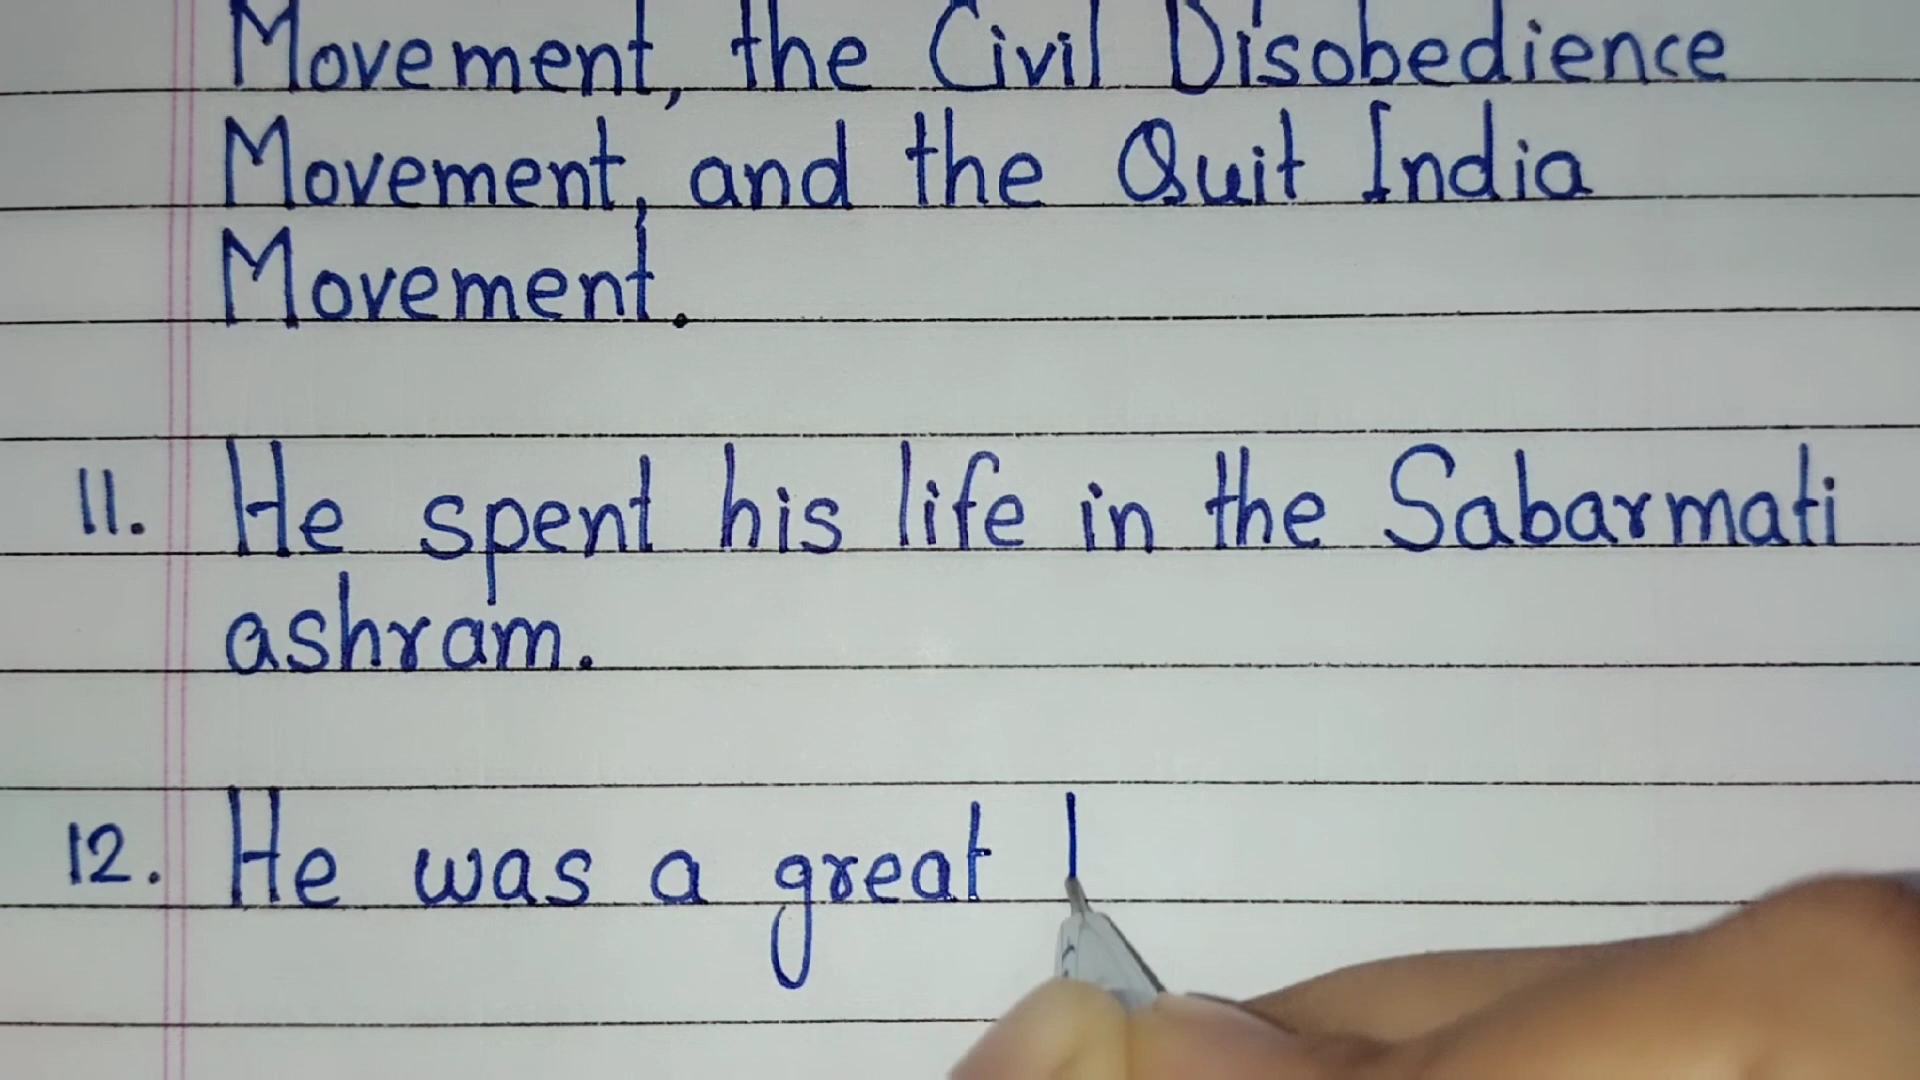 Movement, the Civil Disobedience
Movement, and the Quit India
Movement.
11. He spent his life in the Sabarmati
ashram.
12. He was a great